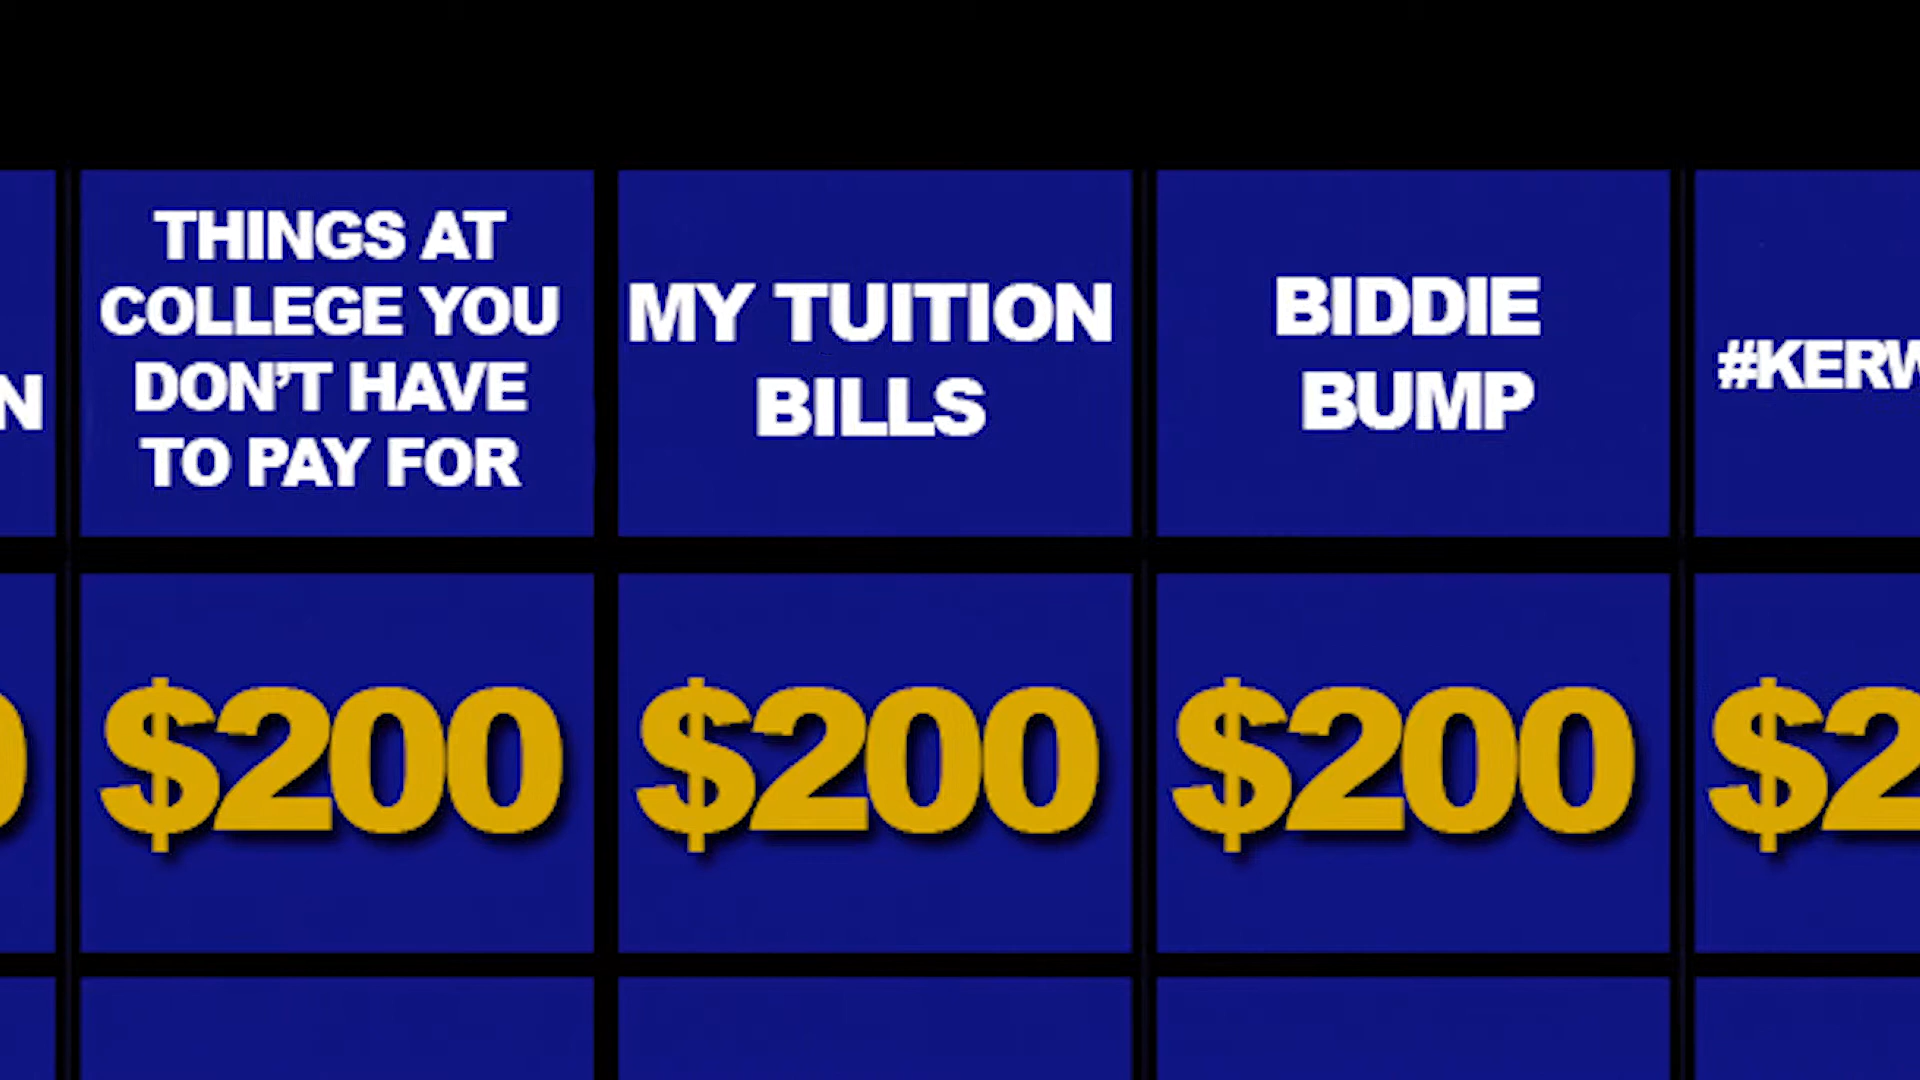 THINGS AT
COLLEGE YOU
DON'T HAVE
TO PAY FOR
MY TUITION
BILLS
BIDDIE
BUMP
$200
$200
$200